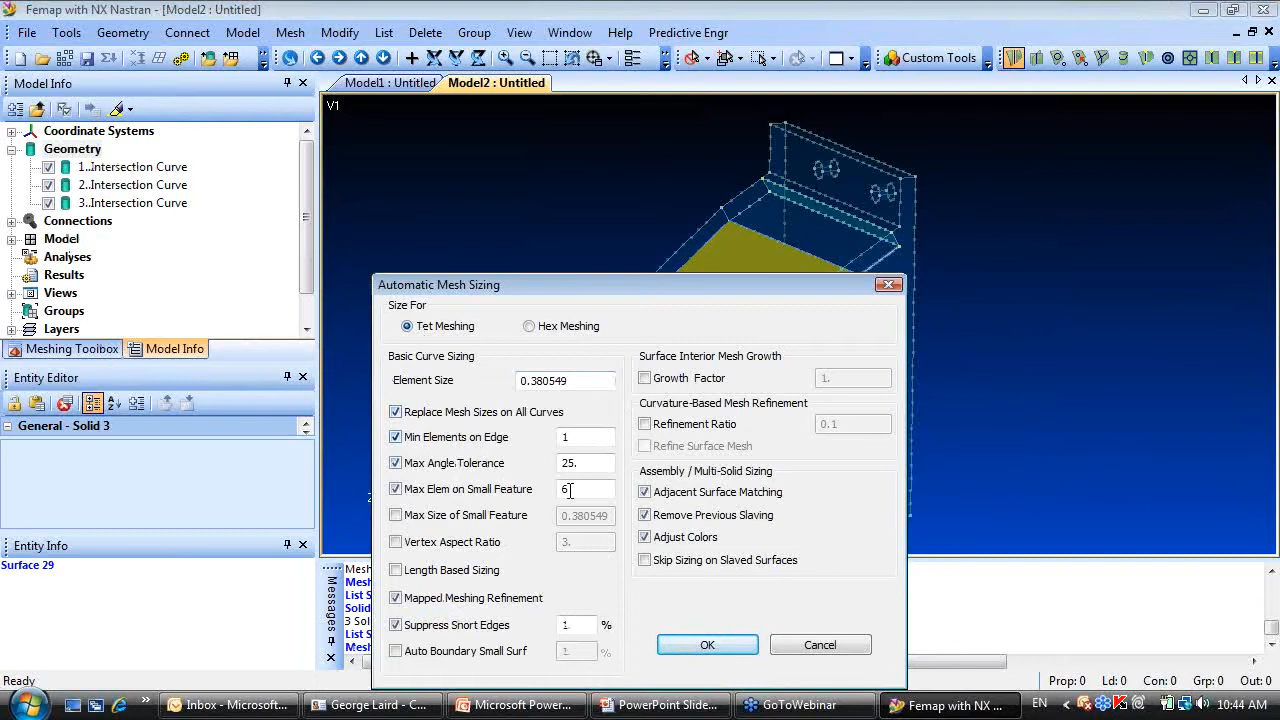 Femap with NX Nastran - [Model2 : Untitled]
File Tools Geometry Connect Model Mesh Modify List Delete Group View Window Help Predictive Engr
Custom Tools
Model Info
Model1 : Untitled Model2 : Untitled
V1
Coordinate Systems
Geometry
1..Intersection Curve
2..Intersection Curve
3..Intersection Curve
Connections
Model
Analyses
Results
Views
Groups
Layers
Meshing Toolbox Model Info
Entity Editor
General - Solid 3
Entity Info
Surface 29
Automatic Mesh Sizing
Size For
Tet Meshing Hex Meshing
Basic Curve Sizing
Element Size 0.380549
Replace Mesh Sizes on All Curves
Min Elements on Edge 1
Max Angle Tolerance 25.
Max Elem on Small Feature 6
Max Size of Small Feature 0.380549
Vertex Aspect Ratio 3.
Length Based Sizing
Mapped Meshing Refinement
Suppress Short Edges 1. %
Auto Boundary Small Surf 1. %
Surface Interior Mesh Growth
Growth Factor 1.
Curvature-Based Mesh Refinement
Refinement Ratio 0.1
Refine Surface Mesh
Assembly / Multi-Solid Sizing
Adjacent Surface Matching
Remove Previous Slaving
Adjust Colors
Skip Sizing on Slaved Surfaces
OK Cancel
Messages
Mesh
Mesh
List S
Solid
3 Sol
List S
Mesh
Ready
Prop: 0 Ld: 0 Con: 0 Grp: 0 Out: 0
Inbox - Microsoft... George Laird - C... Microsoft Power... PowerPoint Slide... GoToWebinar Femap with NX ... EN 10:44 AM